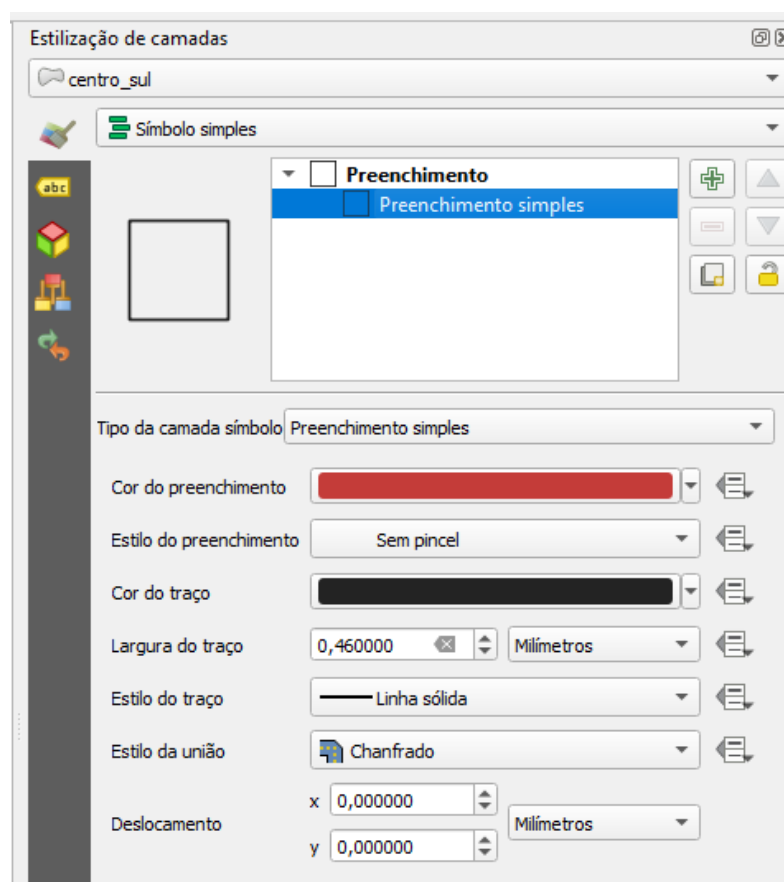 Estilização de camadas
centro_sul
Símbolo simples
abc
Preenchimento
Preenchimento simples
Tipo da camada símbolo Preenchimento simples
Cor do preenchimento
Estilo do preenchimento Sem pincel
Cor do traço
Largura do traço 0,460000 Milímetros
Estilo do traço Linha sólida
Estilo da união Chanfrado
x 0,000000
Deslocamento Milímetros
y 0,000000